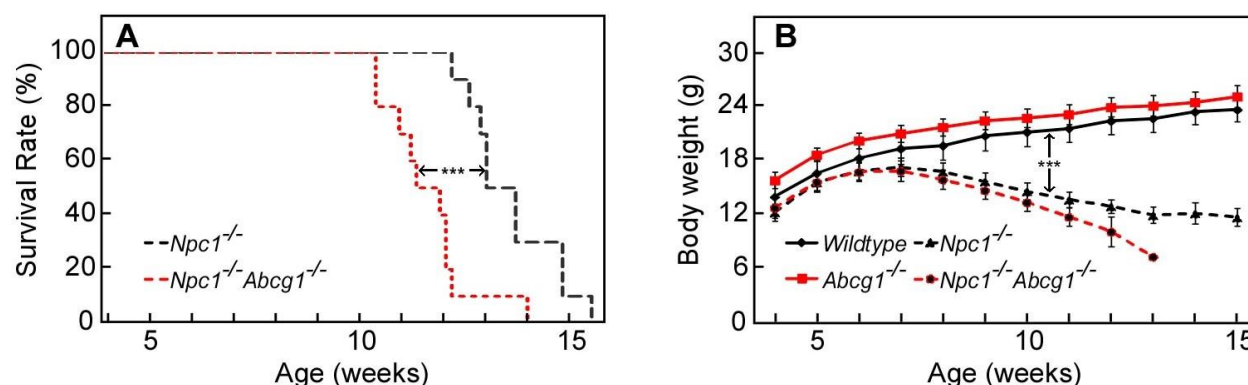 A
Survival Rate (%)
100
80
60
40
20
0
***
Npc1-/-
Npc1-/-Abcg1-/-
5
10
15
Age (weeks)
B
Body weight (g)
30
24
18
12
6
0
***
Wildtype
Npc1-/-
Abcg1-/-
Npc1-/-Abcg1-/-
5
10
15
Age (weeks)